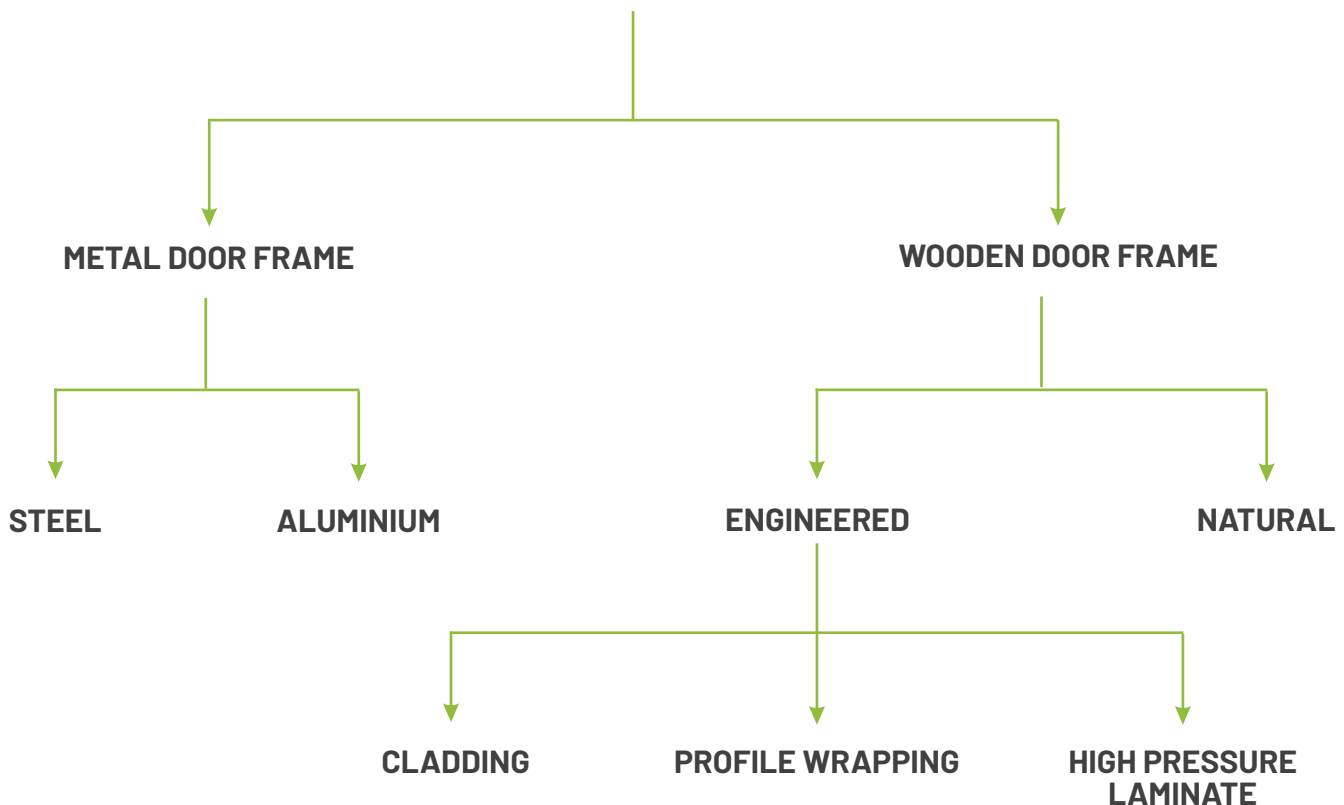 METAL DOOR FRAME
WOODEN DOOR FRAME
STEEL
ALUMINIUM
ENGINEERED
NATURAL
CLADDING
PROFILE WRAPPING
HIGH PRESSURE
LAMINATE